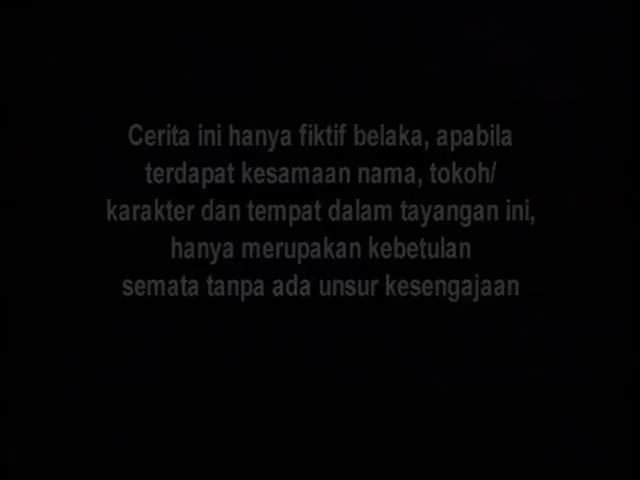 Cerita ini hanya fiktif belaka, apabila
terdapat kesamaan nama, tokoh/
karakter dan tempat dalam tayangan ini,
hanya merupakan kebetulan
semata tanpa ada unsur kesengajaan